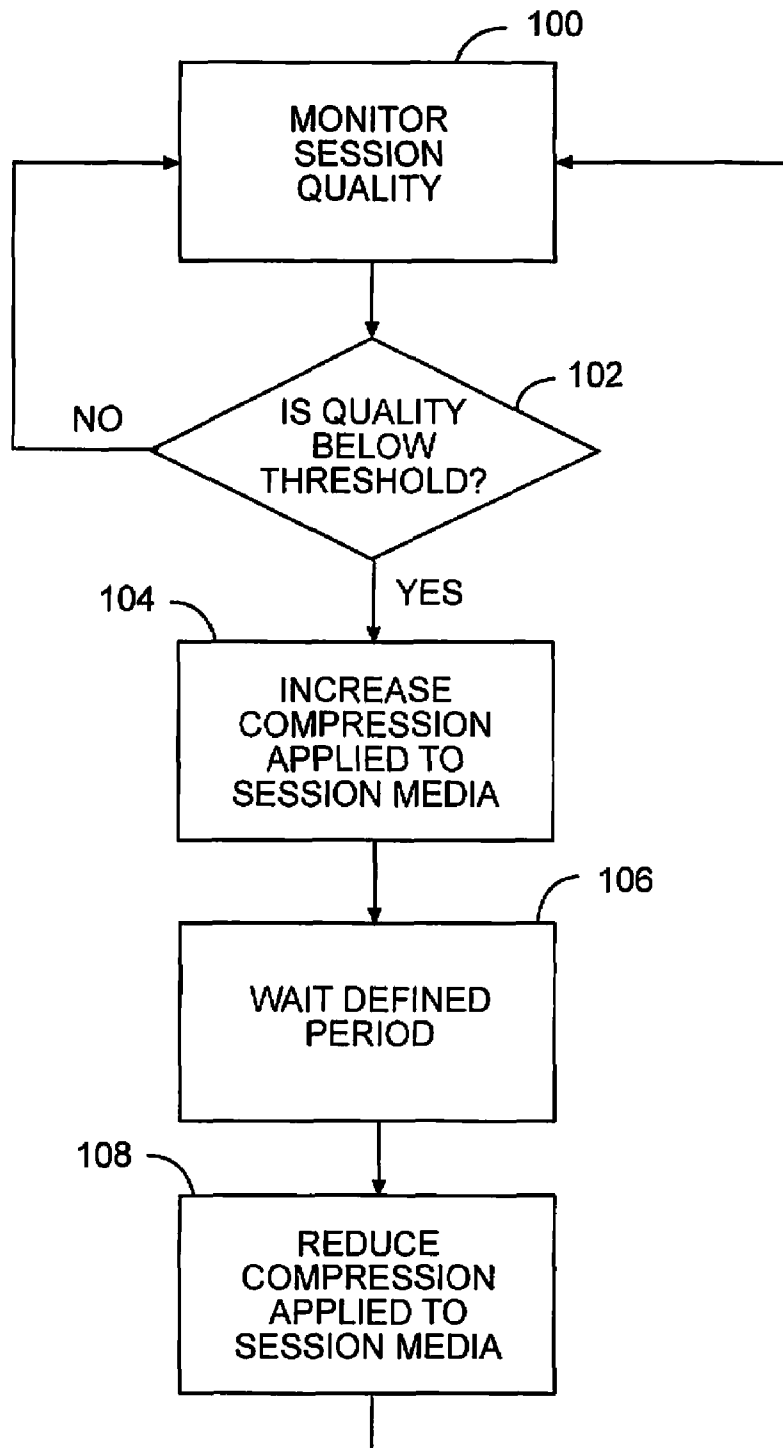 100
MONITOR
SESSION
QUALITY
102
IS QUALITY
BELOW
THRESHOLD?
NO
YES
104
INCREASE
COMPRESSION
APPLIED TO
SESSION MEDIA
106
WAIT DEFINED
PERIOD
108
REDUCE
COMPRESSION
APPLIED TO
SESSION MEDIA